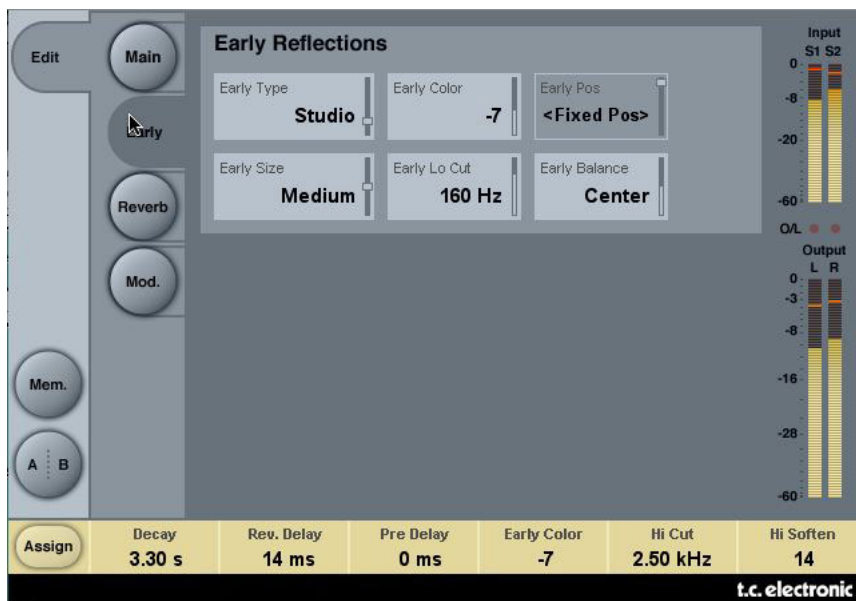 Edit
Main
Early
Reverb
Mod.
Mem.
A B
Early Reflections
Early Type
Studio
Early Color
-7
Early Pos
<Fixed Pos>
Early Size
Medium
Early Lo Cut
160 Hz
Early Balance
Center
Input
S1 S2
0
-8
-20
-60
O/L
Output
L R
0
-3
-8
-16
-28
-60
Assign
Decay
3.30 s
Rev. Delay
14 ms
Pre Delay
0 ms
Early Color
-7
Hi Cut
2.50 kHz
Hi Soften
14
t.c. electronic